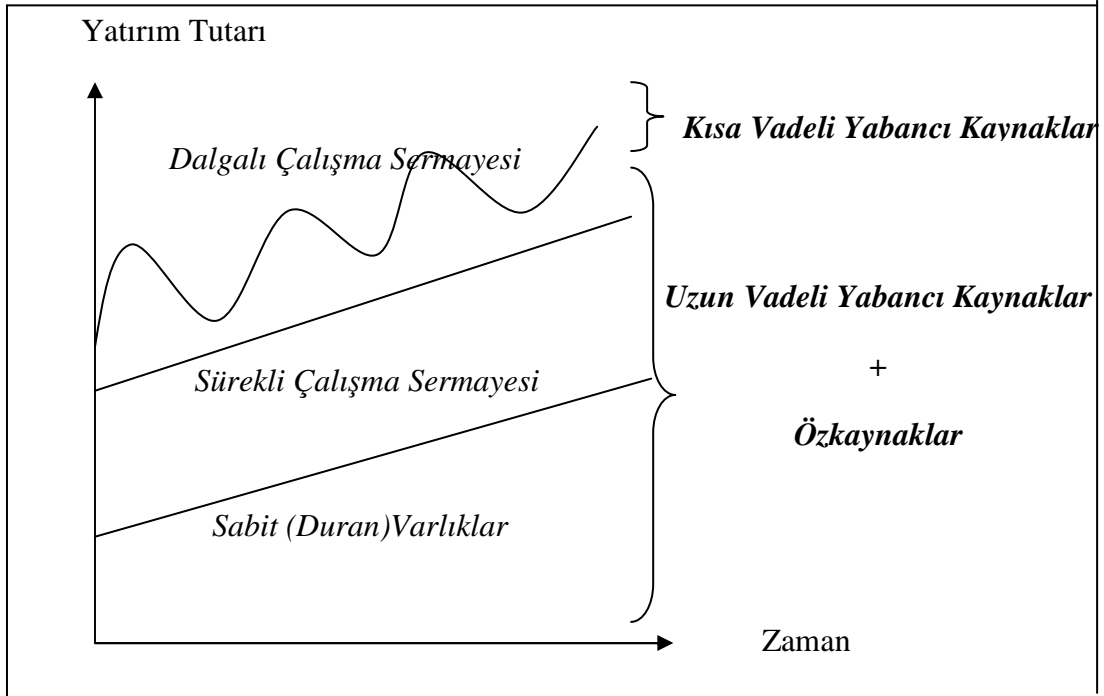 Yatırım Tutarı
Kısa Vadeli Yabancı Kaynaklar
Dalgalı Çalışma Sermayesi
Uzun Vadeli Yabancı Kaynaklar
+
Özkaynaklar
Sürekli Çalışma Sermayesi
Sabit (Duran)Varlıklar
Zaman